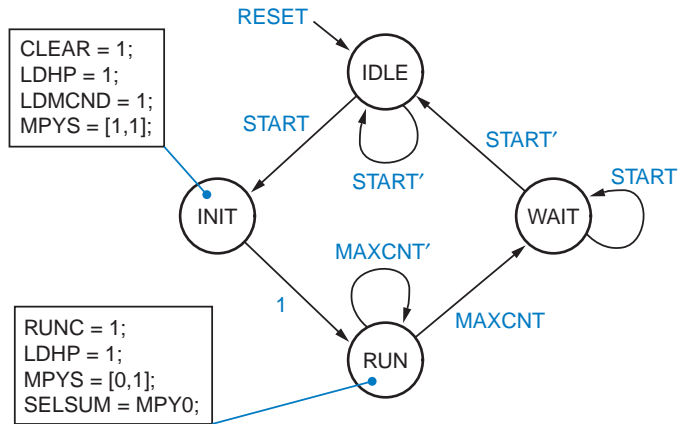 RESET
CLEAR = 1;
LDHP = 1;
LDMCND = 1;
MPYS = [1,1];
IDLE
START
START′
START′
START
INIT
WAIT
MAXCNT′
1
MAXCNT
RUNC = 1;
LDHP = 1;
MPYS = [0,1];
SELSUM = MPY0;
RUN